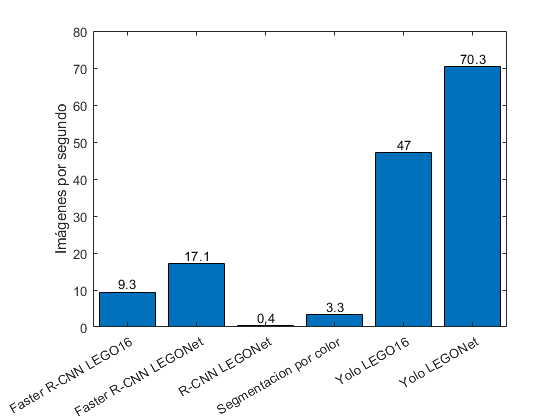 80
70
60
50
40
30
20
10
0
Imágenes por segundo
9.3
17.1
0.4
3.3
47
70.3
Faster R-CNN LEGO16
Faster R-CNN LEGONet
R-CNN LEGONet
Segmentacion por color
Yolo LEGO16
Yolo LEGONet